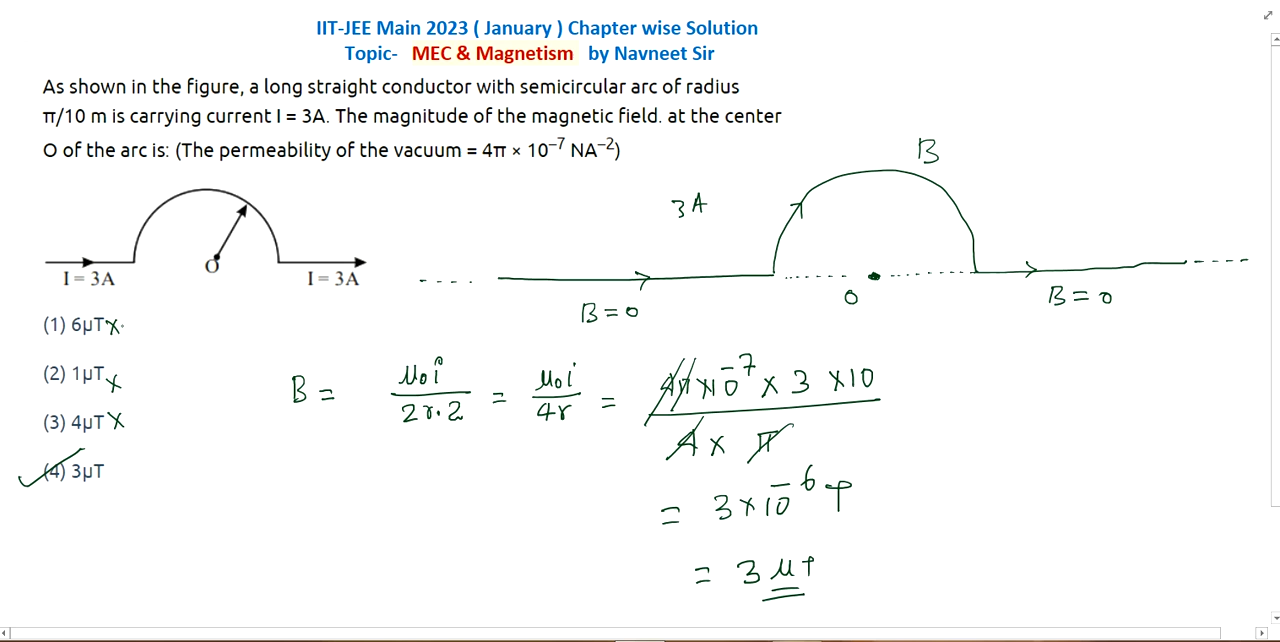 IIT-JEE Main 2023 ( January ) Chapter wise Solution
Topic- MEC & Magnetism by Navneet Sir
As shown in the figure, a long straight conductor with semicircular arc of radius
π/10 m is carrying current I = 3A. The magnitude of the magnetic field. at the center
O of the arc is: (The permeability of the vacuum = 4π × 10⁻⁷ NA⁻²)
B
3A
O
I = 3A
I = 3A
O
B = 0
B = 0
(1) 6μT x
(2) 1μT x
(3) 4μT x
(4) 3μT
B = μ₀i / 2r·2 = μ₀i / 4r = 4π×10⁻⁷ × 3 ×10 / 4 × π
= 3×10⁻⁶ T
= 3 μT